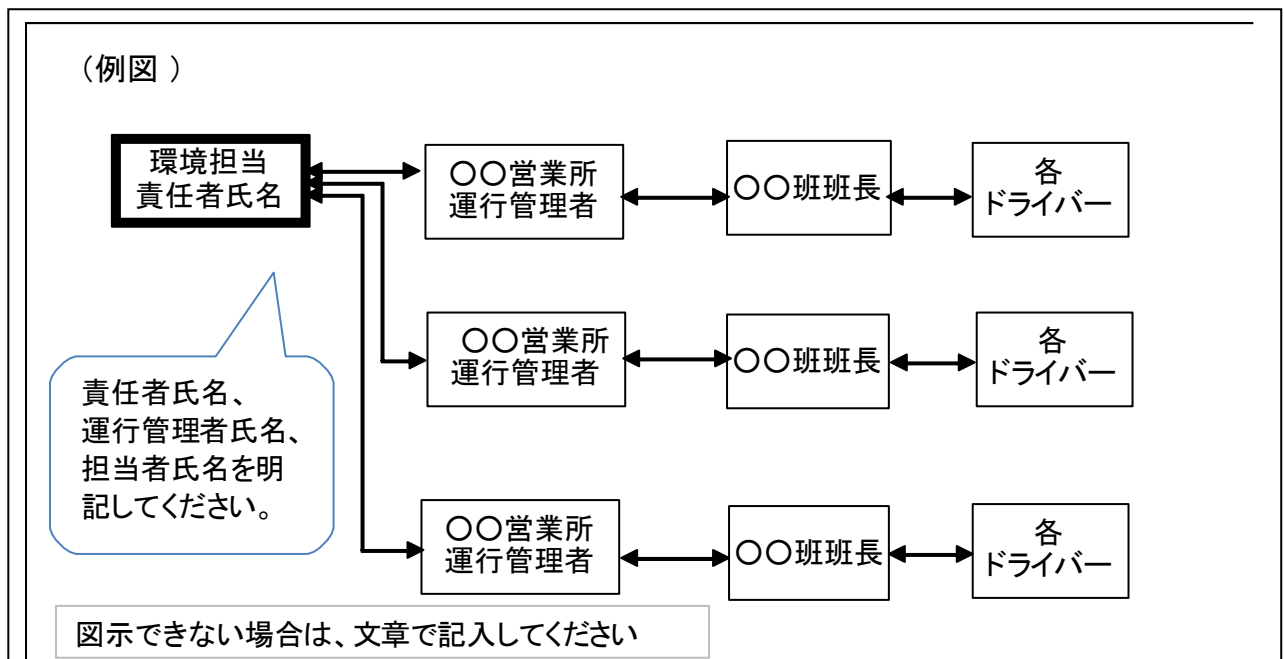 （例図 ）
環境担当
責任者氏名
〇〇営業所
運行管理者
〇〇班班長
各
ドライバー
〇〇営業所
運行管理者
〇〇班班長
各
ドライバー
責任者氏名、
運行管理者氏名、
担当者氏名を明
記してください。
〇〇営業所
運行管理者
〇〇班班長
各
ドライバー
図示できない場合は、文章で記入してください